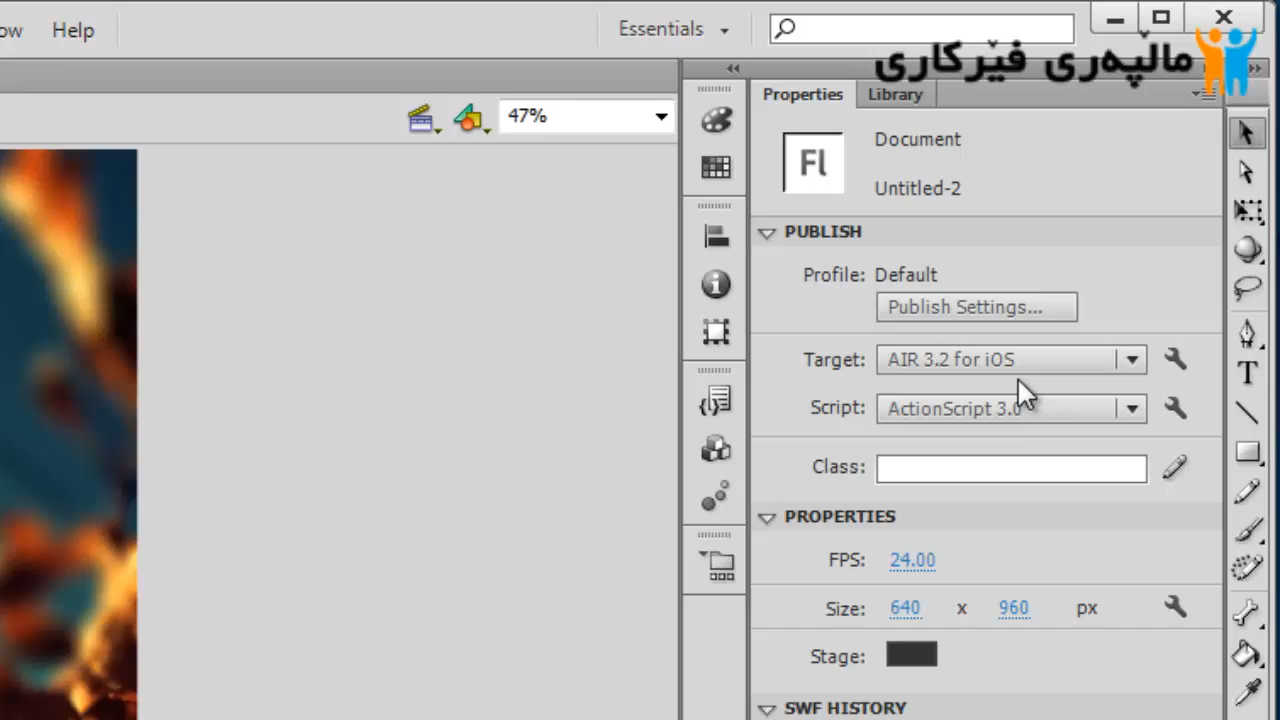 ow Help
Essentials
ماڵپەڕی فێرکاری
Properties Library
47%
Document
Fl
Untitled-2
PUBLISH
Profile: Default
Publish Settings...
Target: AIR 3.2 for iOS
Script: ActionScript 3.0
Class:
PROPERTIES
FPS: 24.00
Size: 640 x 960 px
Stage:
SWF HISTORY